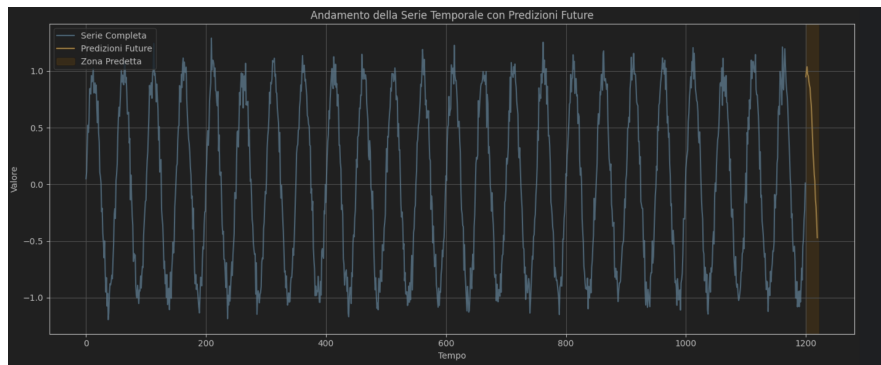 Andamento della Serie Temporale con Predizioni Future
Serie Completa
Predizioni Future
Zona Predetta
1.0
0.5
0.0
−0.5
−1.0
Valore
0
200
400
600
800
1000
1200
Tempo